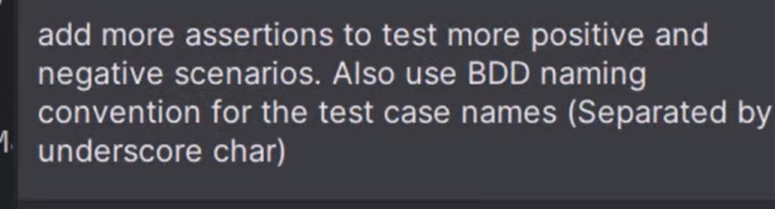 add more assertions to test more positive and
negative scenarios. Also use BDD naming
convention for the test case names (Separated by
underscore char)